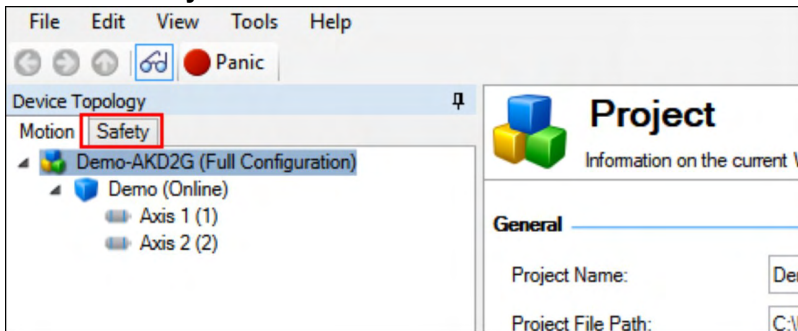 File Edit View Tools Help
Panic
Device Topology
Motion Safety
Demo-AKD2G (Full Configuration)
Demo (Online)
Axis 1 (1)
Axis 2 (2)
Project
Information on the current
General
Project Name:
Project File Path: C:\